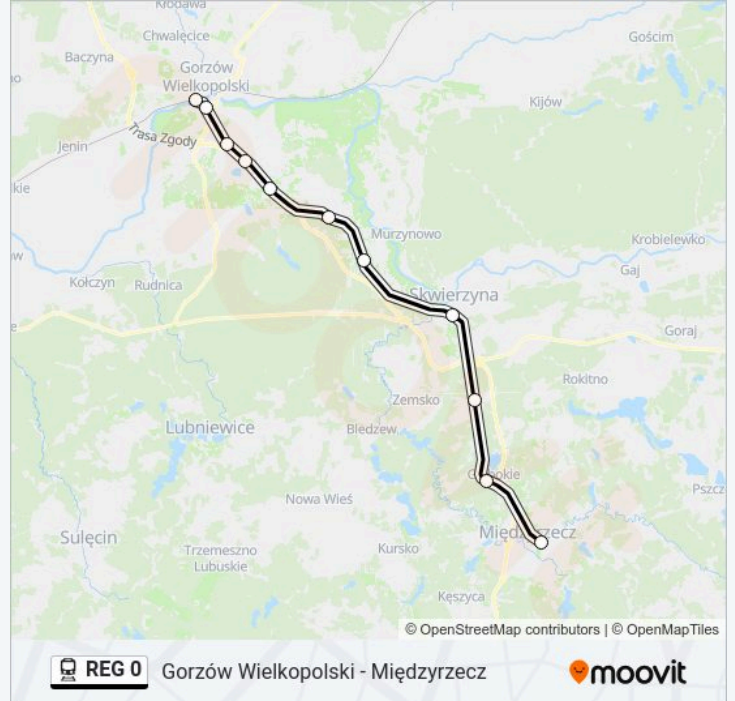 Kłodawa
Gościm
Chwalęcice
Baczyna
Gorzów
Wielkopolski
Kijów
Trasa Zgody
Jenin
Murzynowo
Krobielewko
Gaj
Kołczyn
Rudnica
Skwierzyna
Goraj
Rokitno
Zemsko
Lubniewice
Bledzew
Nowa Wieś
Pszcz
Sulęcin
Międzyrzecz
Trzemeszno
Lubuskie
Kursko
Kęszyca
© OpenStreetMap contributors | © OpenMapTiles
REG 0
Gorzów Wielkopolski - Międzyrzecz
moovit